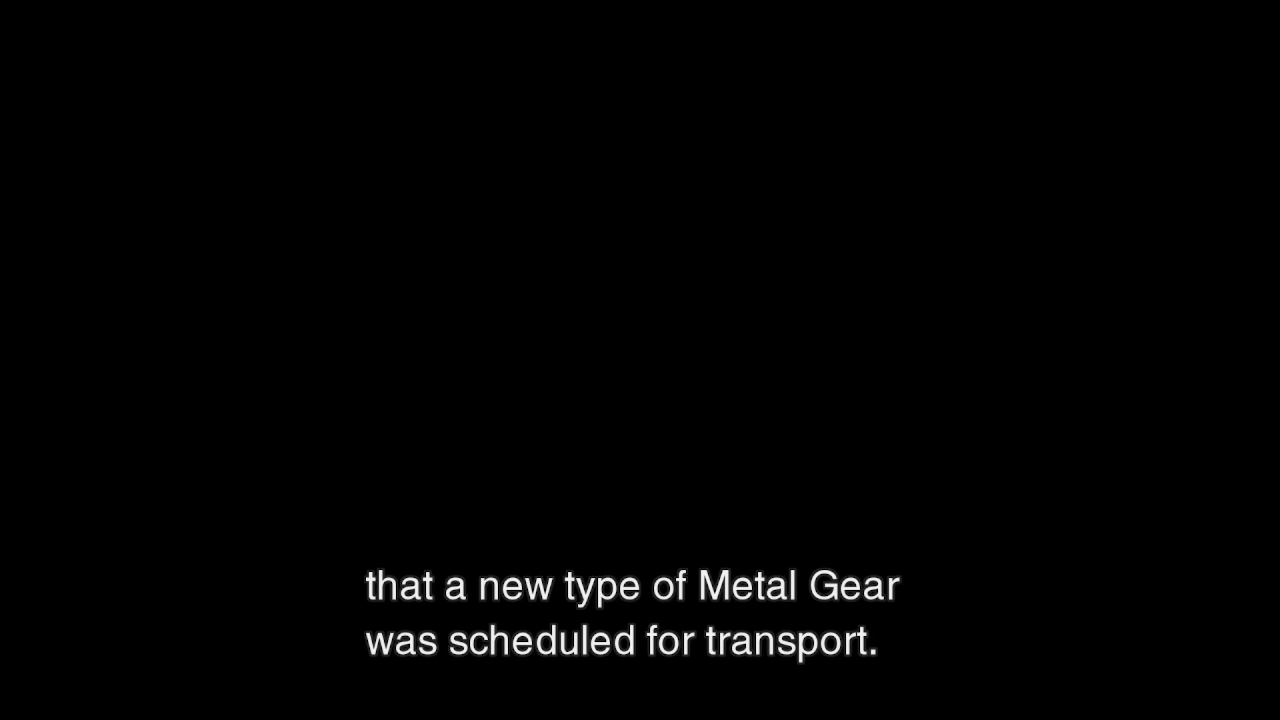 that a new type of Metal Gear
was scheduled for transport.